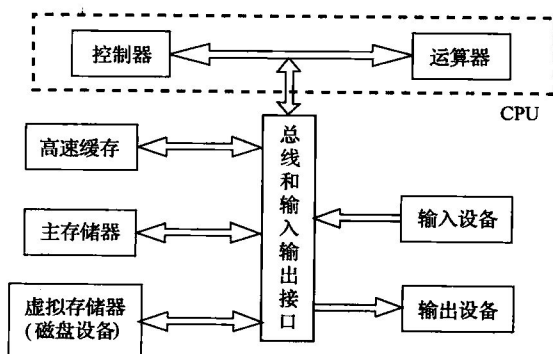 控制器
运算器
CPU
高速缓存
总线和输入输出接口
主存储器
输入设备
虚拟存储器
(磁盘设备)
输出设备